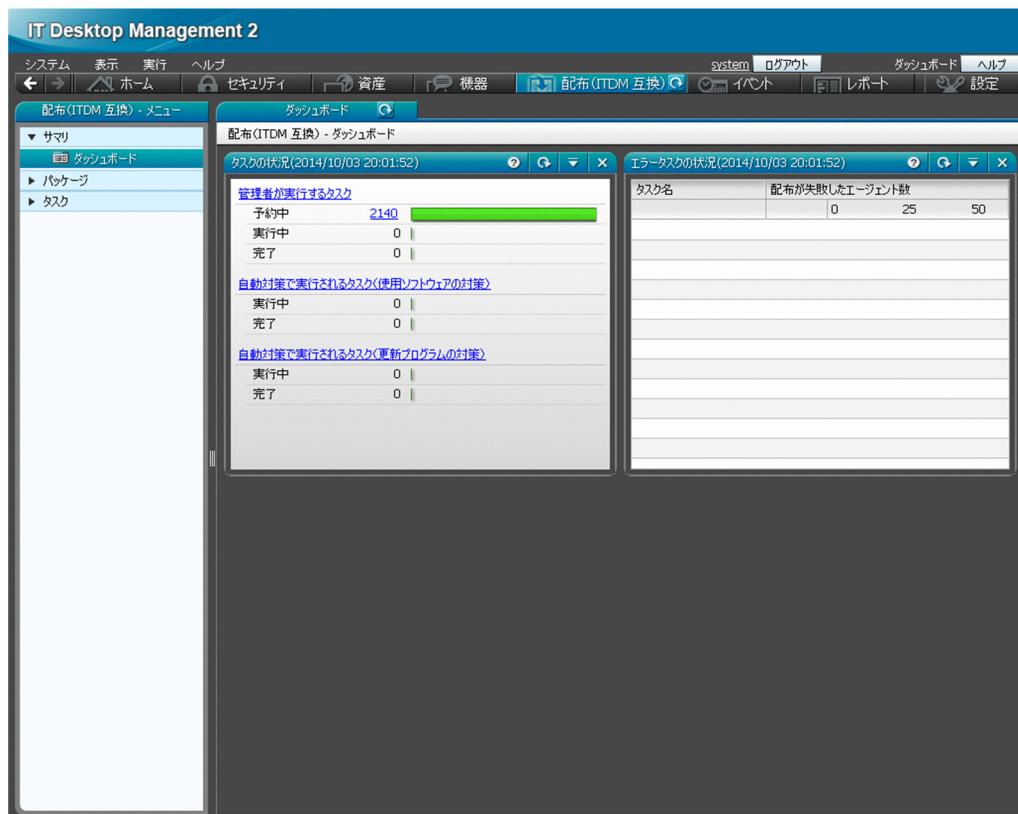 IT Desktop Management 2
システム 表示 実行 ヘルプ system ログアウト ダッシュボード ヘルプ
ホーム セキュリティ 資産 機器 配布(ITDM 互換) イベント レポート 設定
配布(ITDM 互換) - メニュー ダッシュボード
サマリ
ダッシュボード
パッケージ
タスク
配布(ITDM 互換) - ダッシュボード
タスクの状況(2014/10/03 20:01:52)
管理者が実行するタスク
予約中 2140
実行中 0
完了 0
自動対策で実行されるタスク(使用ソフトウェアの対策)
実行中 0
完了 0
自動対策で実行されるタスク(更新プログラムの対策)
実行中 0
完了 0
エラータスクの状況(2014/10/03 20:01:52)
タスク名 配布が失敗したエージェント数
0 25 50